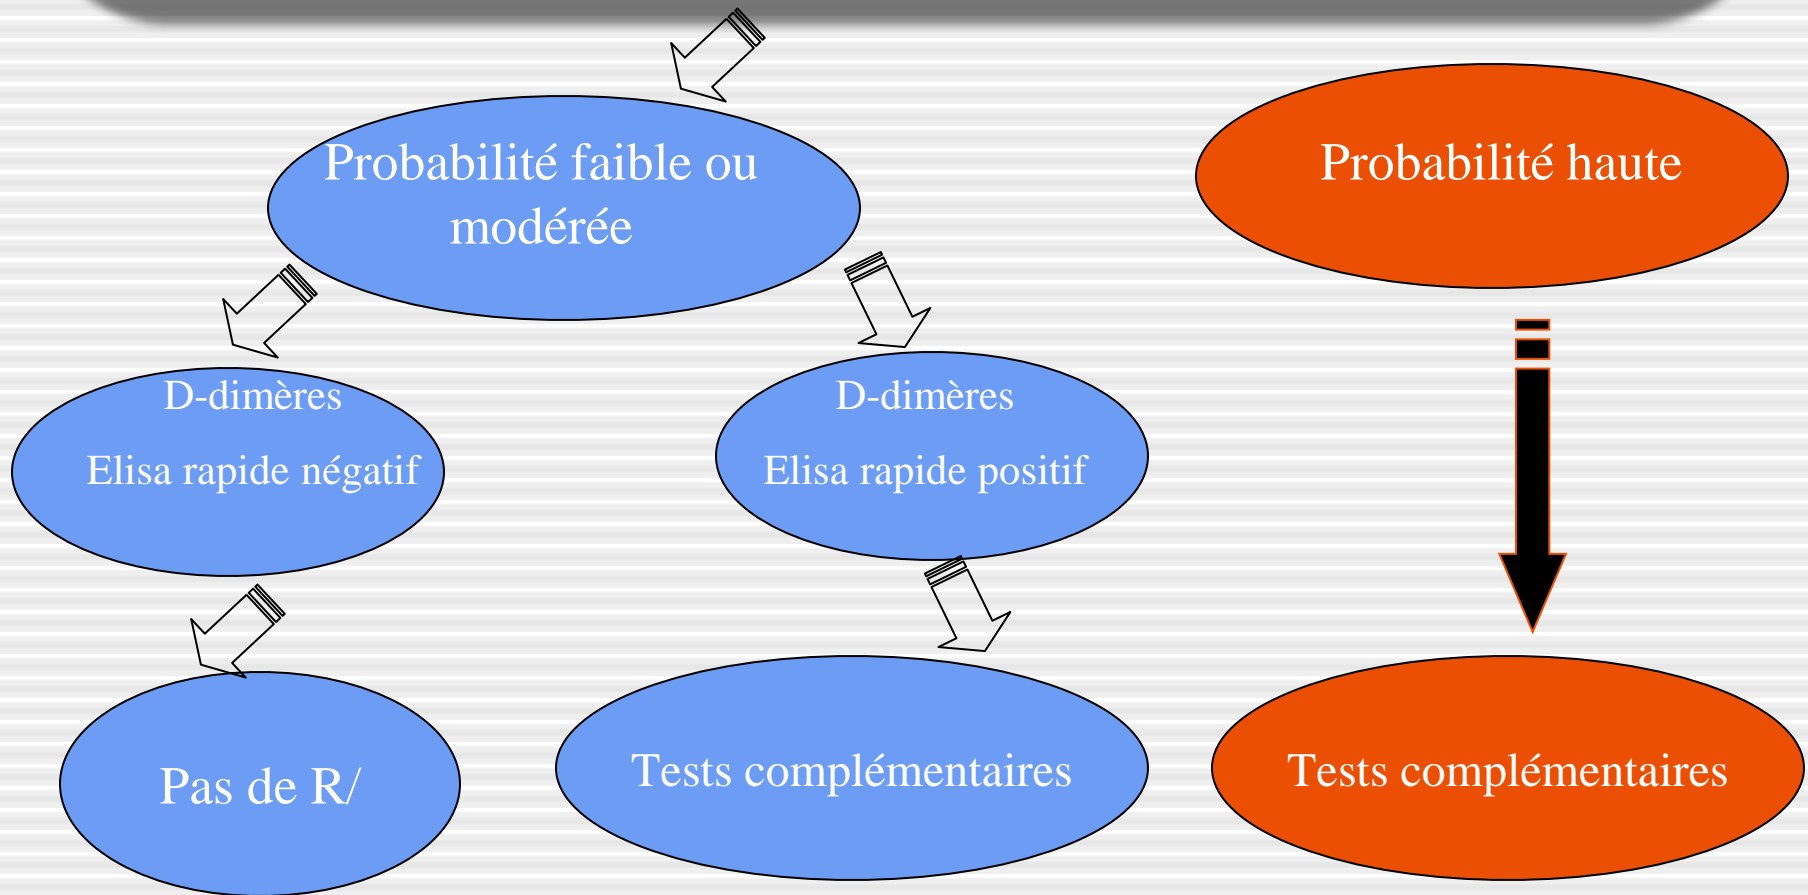 Probabilité faible ou
modérée
Probabilité haute
D-dimères
Elisa rapide négatif
D-dimères
Elisa rapide positif
Pas de R/
Tests complémentaires
Tests complémentaires